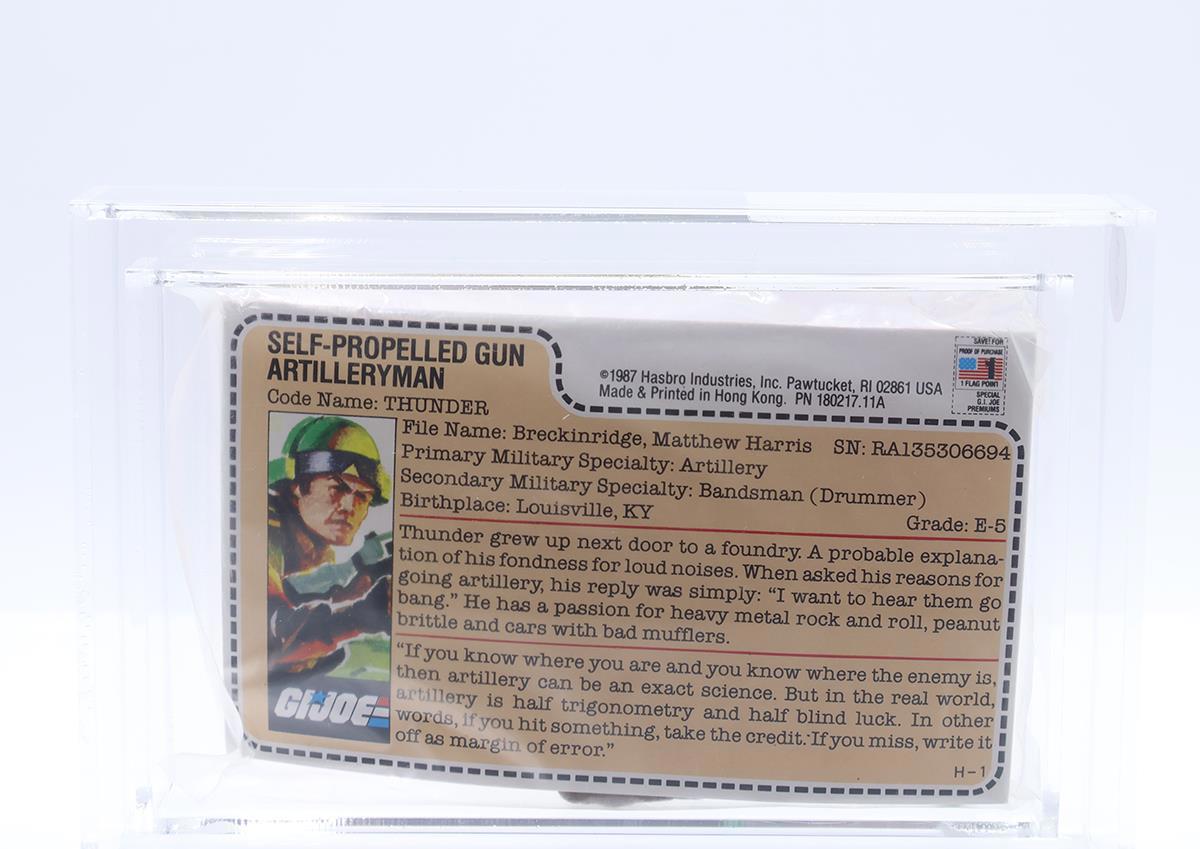 SELF-PROPELLED GUN
ARTILLERYMAN
Code Name: THUNDER
©1987 Hasbro Industries, Inc. Pawtucket, RI 02861 USA
Made & Printed in Hong Kong. PN 180217.11A
SAVE! FOR
PROOF OF PURCHASE
1
1 FLAG POINT
SPECIAL
G.I. JOE
PREMIUMS
File Name: Breckinridge, Matthew Harris SN: RA135306694
Primary Military Specialty: Artillery
Secondary Military Specialty: Bandsman (Drummer)
Birthplace: Louisville, KY Grade: E-5
Thunder grew up next door to a foundry. A probable explana-
tion of his fondness for loud noises. When asked his reasons for
going artillery, his reply was simply: “I want to hear them go
bang.” He has a passion for heavy metal rock and roll, peanut
brittle and cars with bad mufflers.
“If you know where you are and you know where the enemy is,
then artillery can be an exact science. But in the real world,
artillery is half trigonometry and half blind luck. In other
words, if you hit something, take the credit. If you miss, write it
off as margin of error.”
GI JOE
H-1